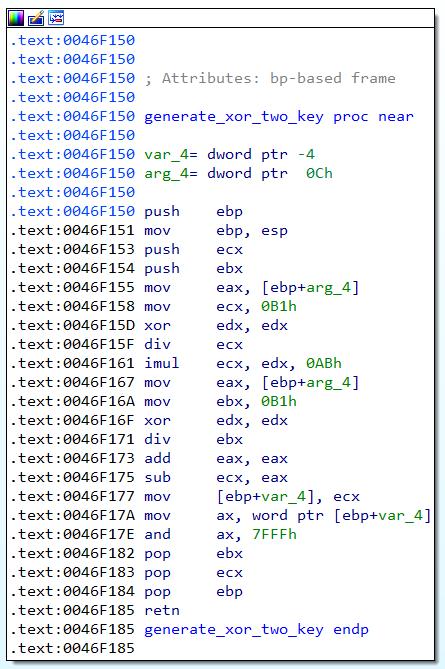 .text:0046F150
.text:0046F150
.text:0046F150 ; Attributes: bp-based frame
.text:0046F150
.text:0046F150 generate_xor_two_key proc near
.text:0046F150
.text:0046F150 var_4= dword ptr -4
.text:0046F150 arg_4= dword ptr  0Ch
.text:0046F150
.text:0046F150 push    ebp
.text:0046F151 mov     ebp, esp
.text:0046F153 push    ecx
.text:0046F154 push    ebx
.text:0046F155 mov     eax, [ebp+arg_4]
.text:0046F158 mov     ecx, 0B1h
.text:0046F15D xor     edx, edx
.text:0046F15F div     ecx
.text:0046F161 imul    ecx, edx, 0ABh
.text:0046F167 mov     eax, [ebp+arg_4]
.text:0046F16A mov     ebx, 0B1h
.text:0046F16F xor     edx, edx
.text:0046F171 div     ebx
.text:0046F173 add     eax, eax
.text:0046F175 sub     ecx, eax
.text:0046F177 mov     [ebp+var_4], ecx
.text:0046F17A mov     ax, word ptr [ebp+var_4]
.text:0046F17E and     ax, 7FFFh
.text:0046F182 pop     ebx
.text:0046F183 pop     ecx
.text:0046F184 pop     ebp
.text:0046F185 retn
.text:0046F185 generate_xor_two_key endp
.text:0046F185